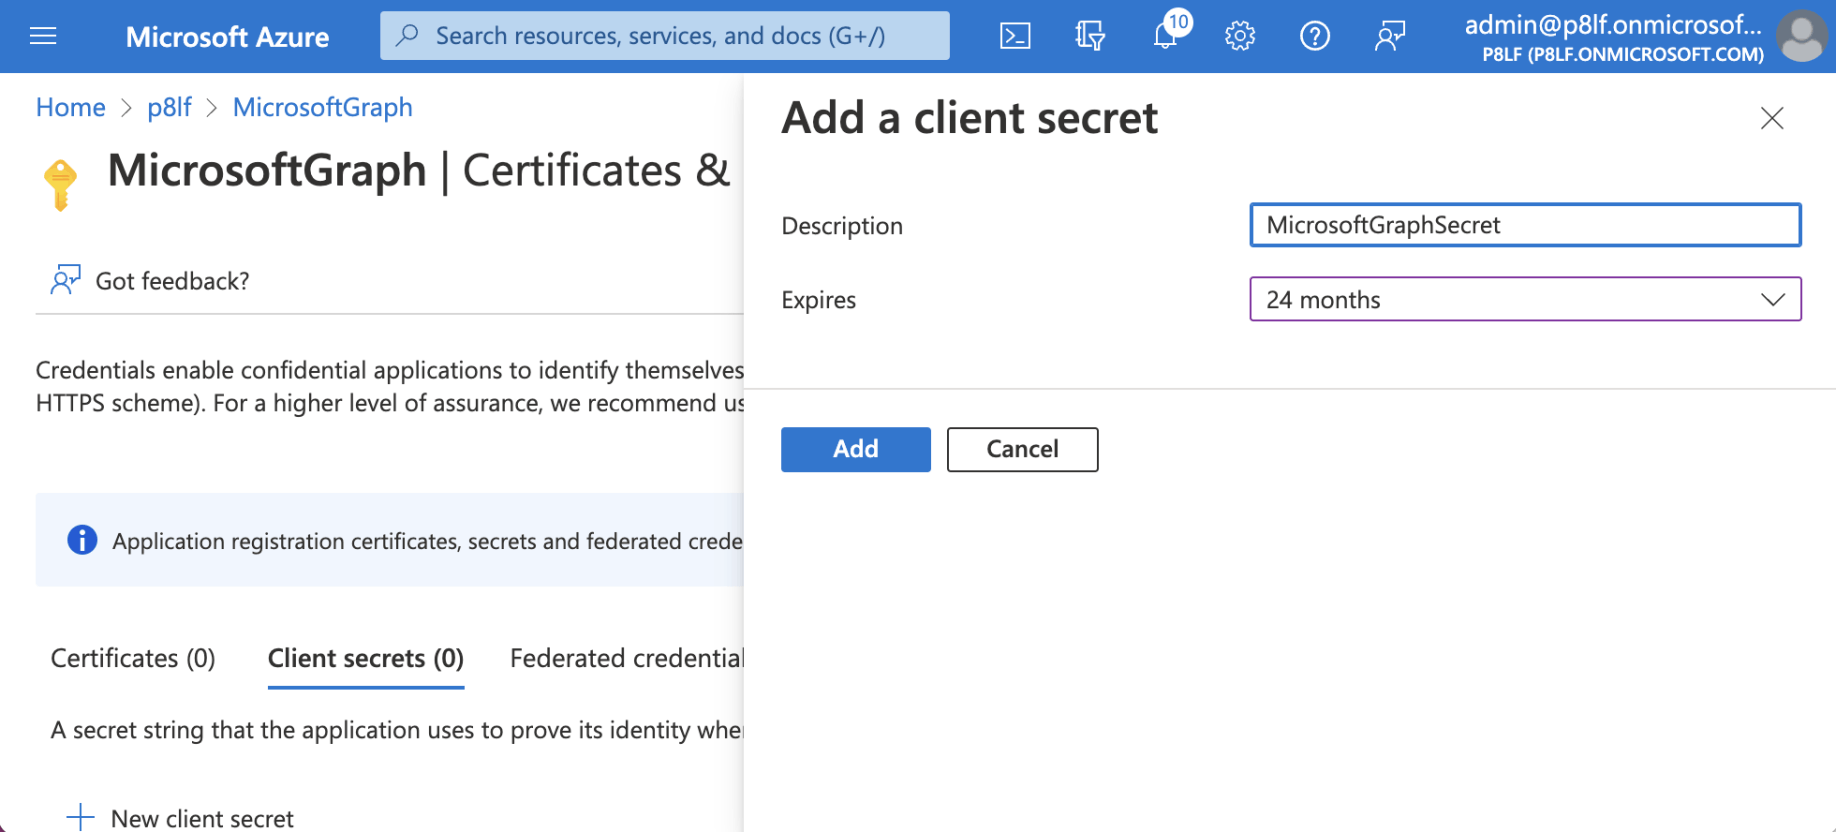 Microsoft Azure
Search resources, services, and docs (G+/)
10
admin@p8lf.onmicrosof...
P8LF (P8LF.ONMICROSOFT.COM)
Home > p8lf > MicrosoftGraph
MicrosoftGraph | Certificates &
Got feedback?
Credentials enable confidential applications to identify themselves
HTTPS scheme). For a higher level of assurance, we recommend us
Application registration certificates, secrets and federated crede
Certificates (0)
Client secrets (0)
Federated credential
A secret string that the application uses to prove its identity whe
New client secret
Add a client secret
Description
MicrosoftGraphSecret
Expires
24 months
Add
Cancel